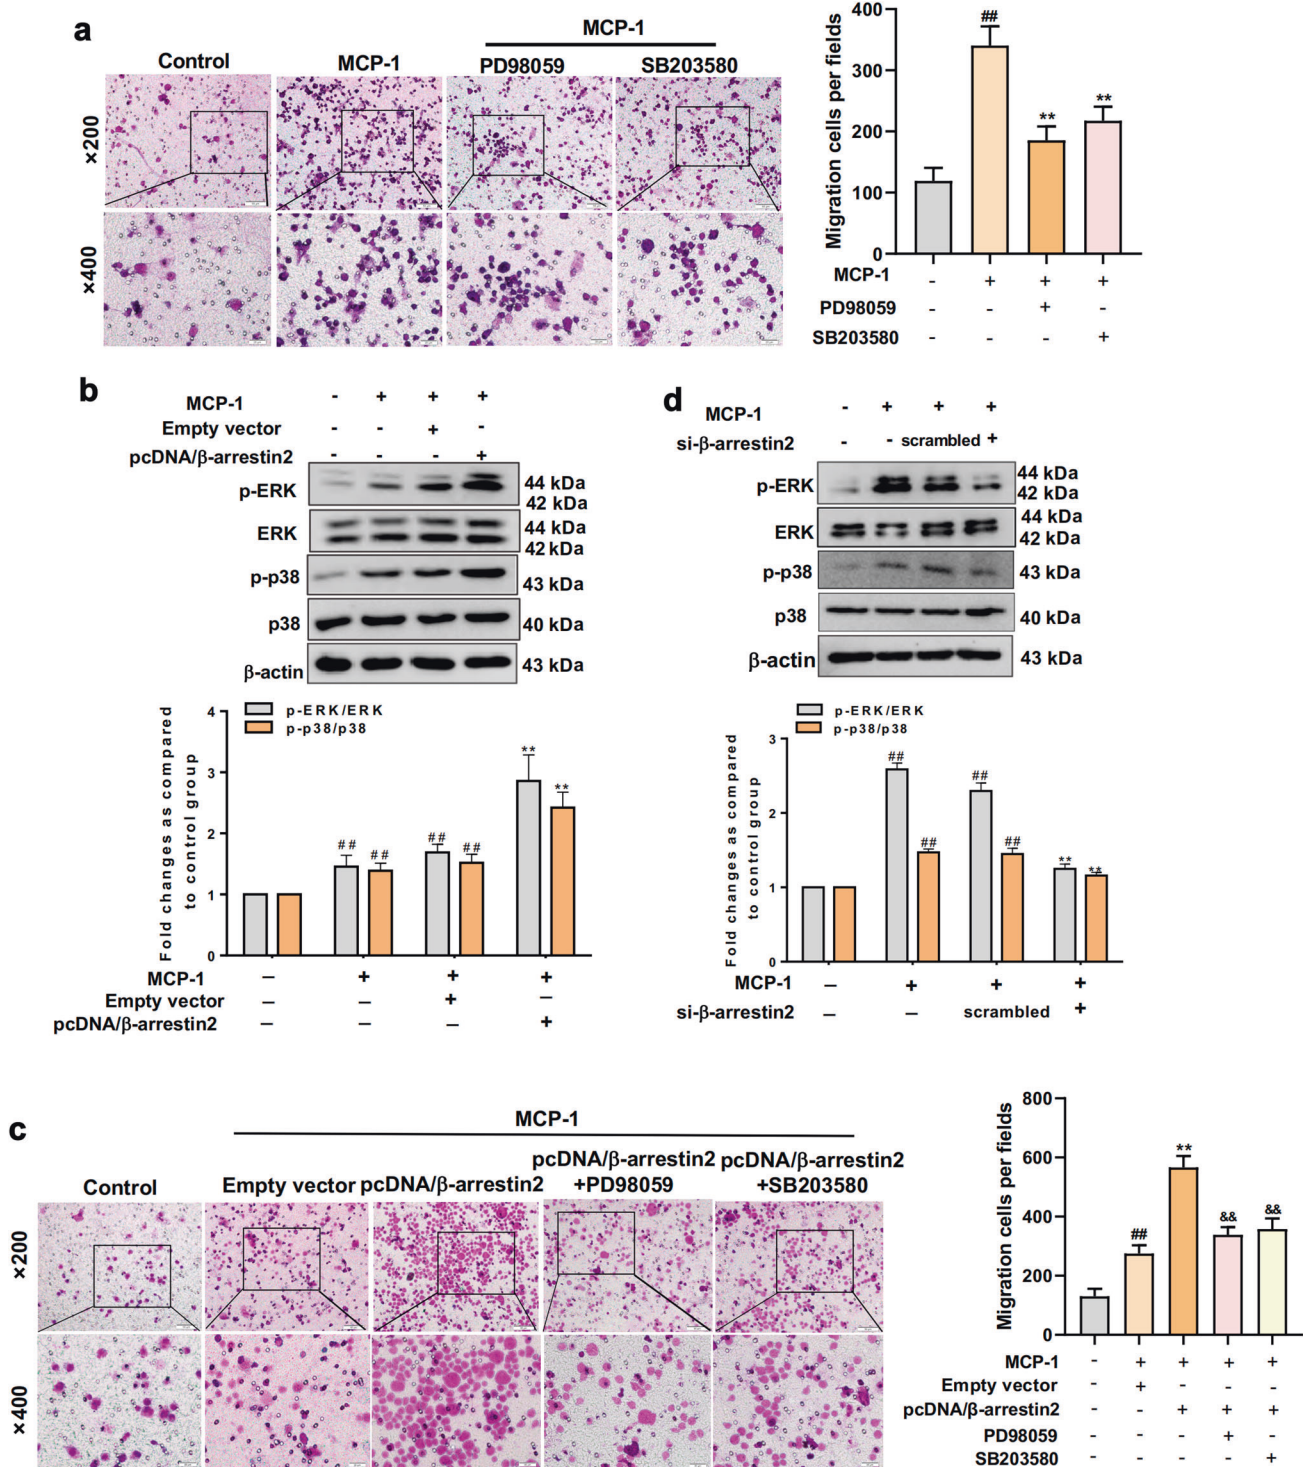 a
MCP-1
Control MCP-1 PD98059 SB203580
×200
×400
Migration cells per fields
400
300
200
100
0
## ** **
MCP-1 - + + +
PD98059 - - + -
SB203580 - - - +
b
MCP-1 - + + +
Empty vector - - + -
pcDNA/β-arrestin2 - - - +
p-ERK 44 kDa
42 kDa
ERK 44 kDa
42 kDa
p-p38 43 kDa
p38 40 kDa
β-actin 43 kDa
p-ERK/ERK
p-p38/p38
Fold changes as compared
to control group
4
3
2
1
0
## ## ## ## ** **
MCP-1 – + + +
Empty vector – – + –
pcDNA/β-arrestin2 – – – +
d
MCP-1 - + + +
si-β-arrestin2 - - scrambled +
p-ERK 44 kDa
42 kDa
ERK 44 kDa
42 kDa
p-p38 43 kDa
p38 40 kDa
β-actin 43 kDa
p-ERK/ERK
p-p38/p38
Fold changes as compared
to control group
3
2
1
0
## ## ## ## ** **
MCP-1 – + + +
si-β-arrestin2 – – scrambled +
c
MCP-1
Control Empty vector pcDNA/β-arrestin2 pcDNA/β-arrestin2 +PD98059 pcDNA/β-arrestin2 +SB203580
×200
×400
Migration cells per fields
800
600
400
200
0
## ** && &&
MCP-1 - + + + +
Empty vector - + - - -
pcDNA/β-arrestin2 - - + + +
PD98059 - - - + -
SB203580 - - - - +